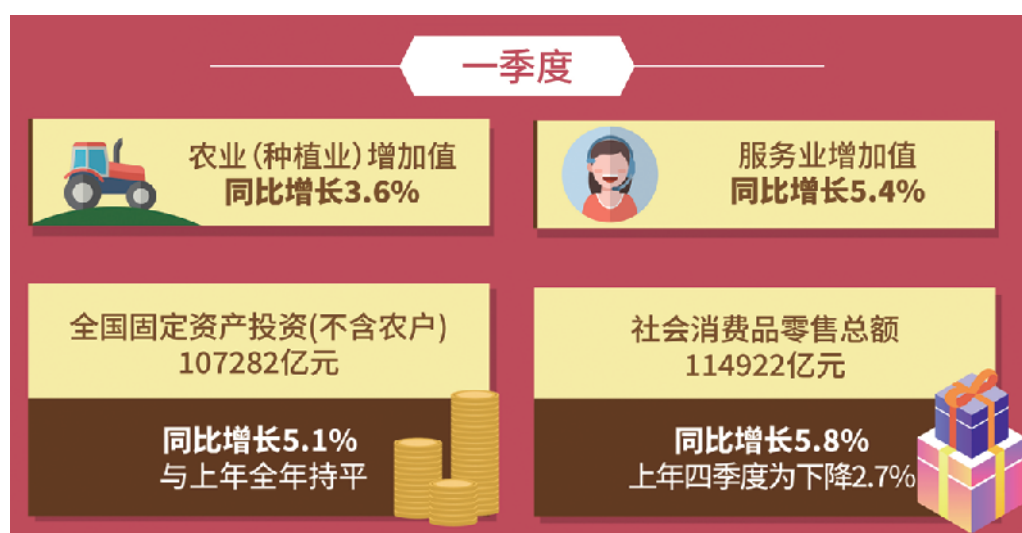 一季度
农业(种植业)增加值
同比增长3.6%
服务业增加值
同比增长5.4%
全国固定资产投资(不含农户)
107282亿元
同比增长5.1%
与上年全年持平
社会消费品零售总额
114922亿元
同比增长5.8%
上年四季度为下降2.7%